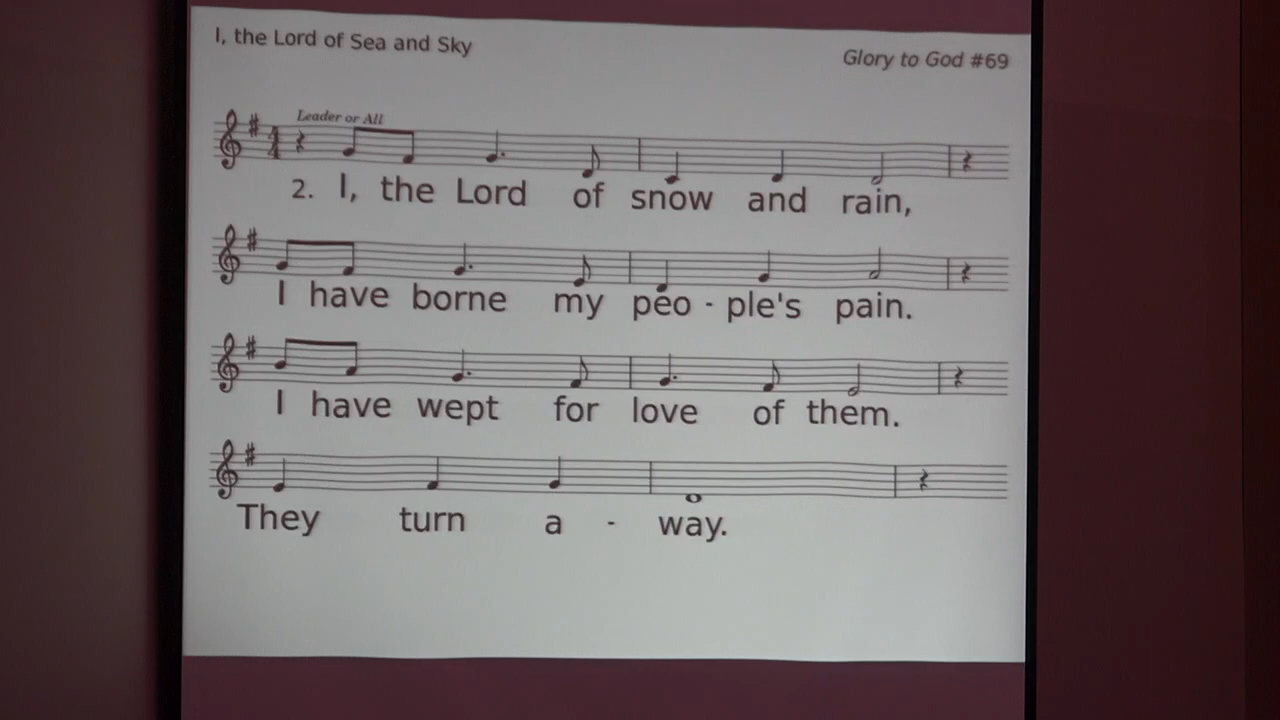 I, the Lord of Sea and Sky
Glory to God #69
Leader or All
2. I, the Lord of snow and rain,
I have borne my peo - ple's pain.
I have wept for love of them.
They turn a - way.